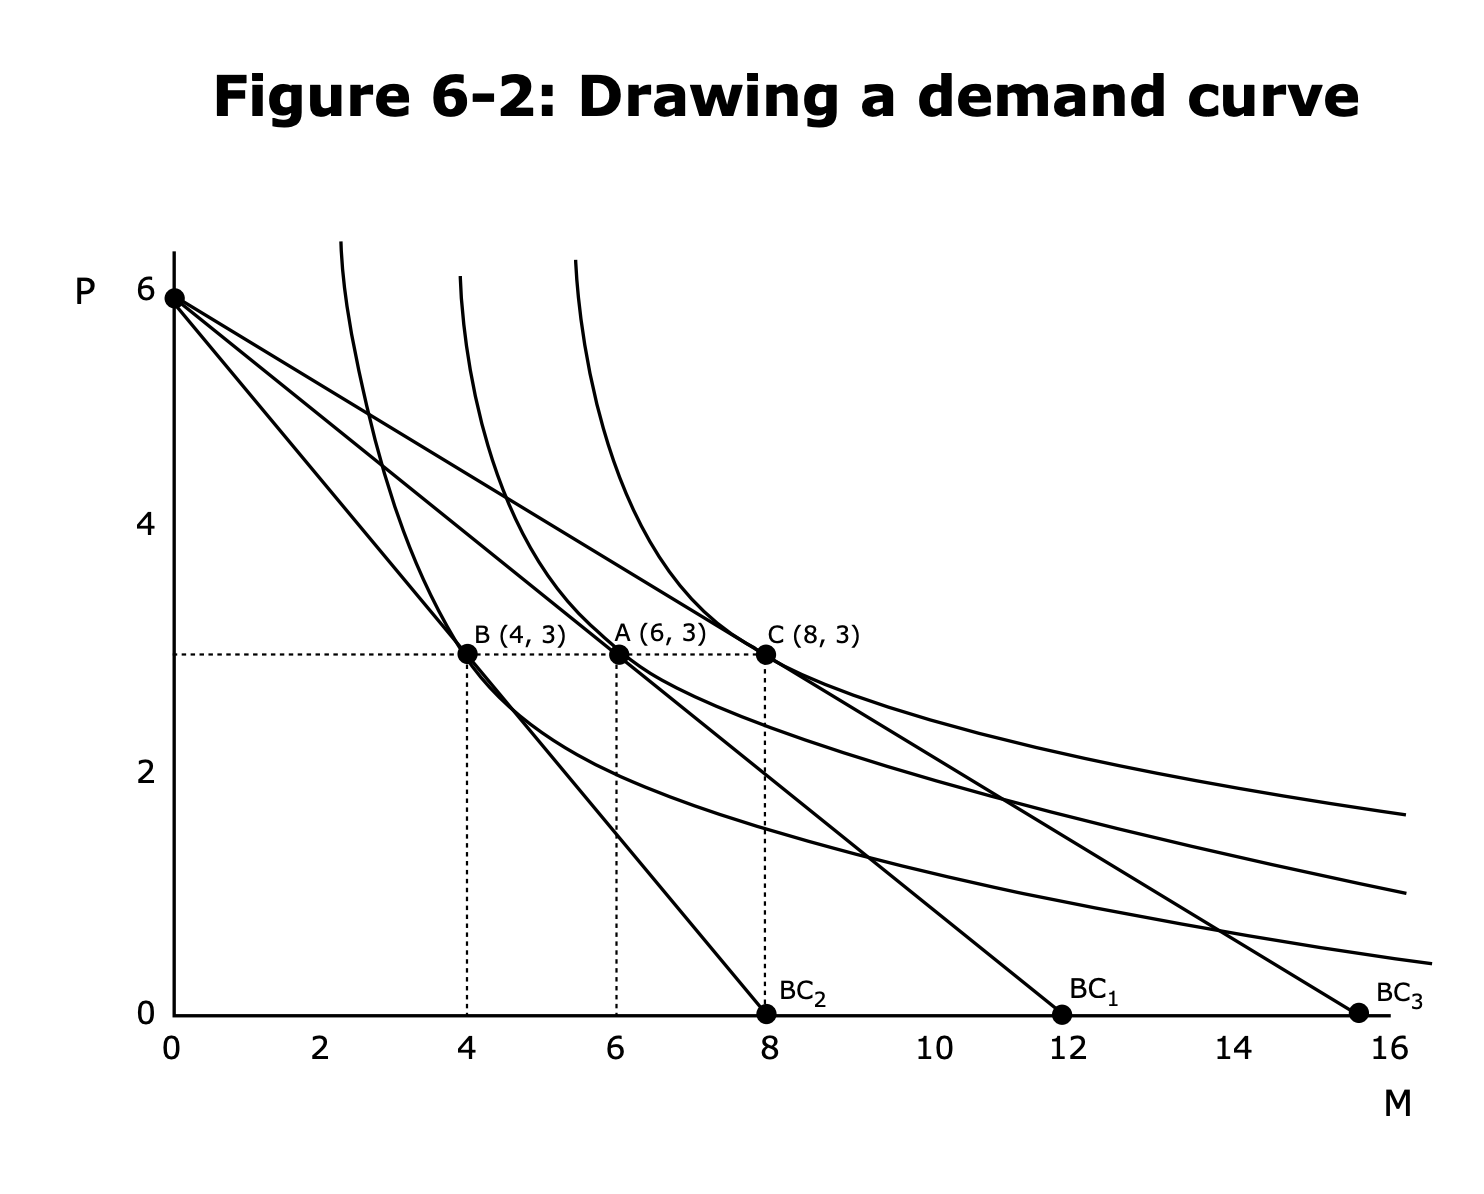 Figure 6-2: Drawing a demand curve
P
6
4
B (4, 3)
A (6, 3)
C (8, 3)
2
BC2
BC1
BC3
0
0 2 4 6 8 10 12 14 16
M